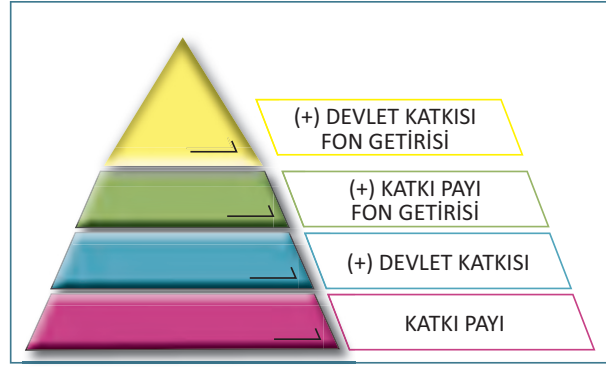 (+) DEVLET KATKISI
FON GETİRİSİ
(+) KATKI PAYI
FON GETİRİSİ
(+) DEVLET KATKISI
KATKI PAYI